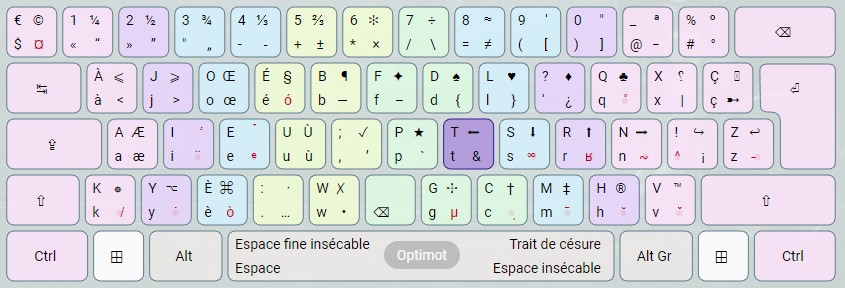 € © 1 ¼ 2 ½ 3 ¾ 4 ⅓ 5 ⅔ 6 ✻ 7 ÷ 8 ≈ 9 ' 0 " _ ª % º ⌫
$ ¤ « “ » ” " „ - - + ± * × / \ = ≠ ( [ ) ] @ − # °
↹ À ⩽ J ⩾ O Œ É § B ¶ F ✦ D ♠ L ♥ ? ♦ Q ♣ X Ç ⏎
à < j > o œ é ó b — f – d { l } ' ¿ q x | ç ➸
⇪ A Æ I E U Ù ; ✓ P ★ T ⬅ S ⬇ R ⬆ N ➡ ! ↪ Z ↩
a æ i ¨ e u ù , ’ p ` t & s ∞ r n ~ ^ ¡ z -
⇧ K Y ⌥ È ⌘ : · W ⌫ G ⁜ C † M ‡ H ® V ™ ⇧
k y è ò . … w • g µ c m ¯ h ˇ v ˘
Ctrl ⊞ Alt Espace fine insécable Optimot Trait de césure Alt Gr ⊞ Ctrl
Espace Espace insécable